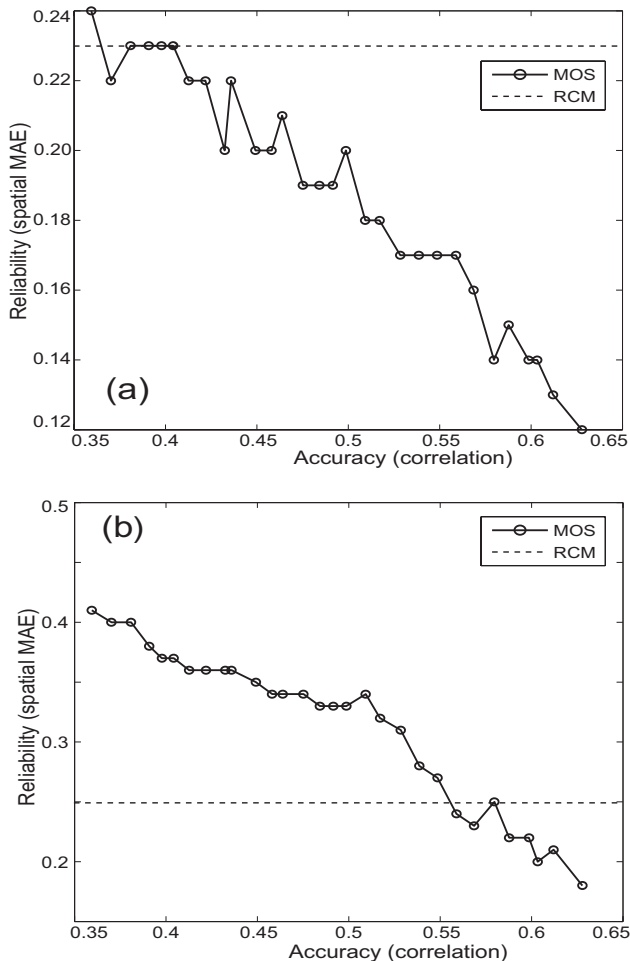 0.24
0.22
0.20
0.18
0.16
0.14
0.12
Reliability (spatial MAE)
MOS
RCM
(a)
0.35 0.4 0.45 0.5 0.55 0.6 0.65
Accuracy (correlation)
0.5
0.4
0.3
0.2
Reliability (spatial MAE)
(b)
MOS
RCM
0.35 0.4 0.45 0.5 0.55 0.6 0.65
Accuracy (correlation)